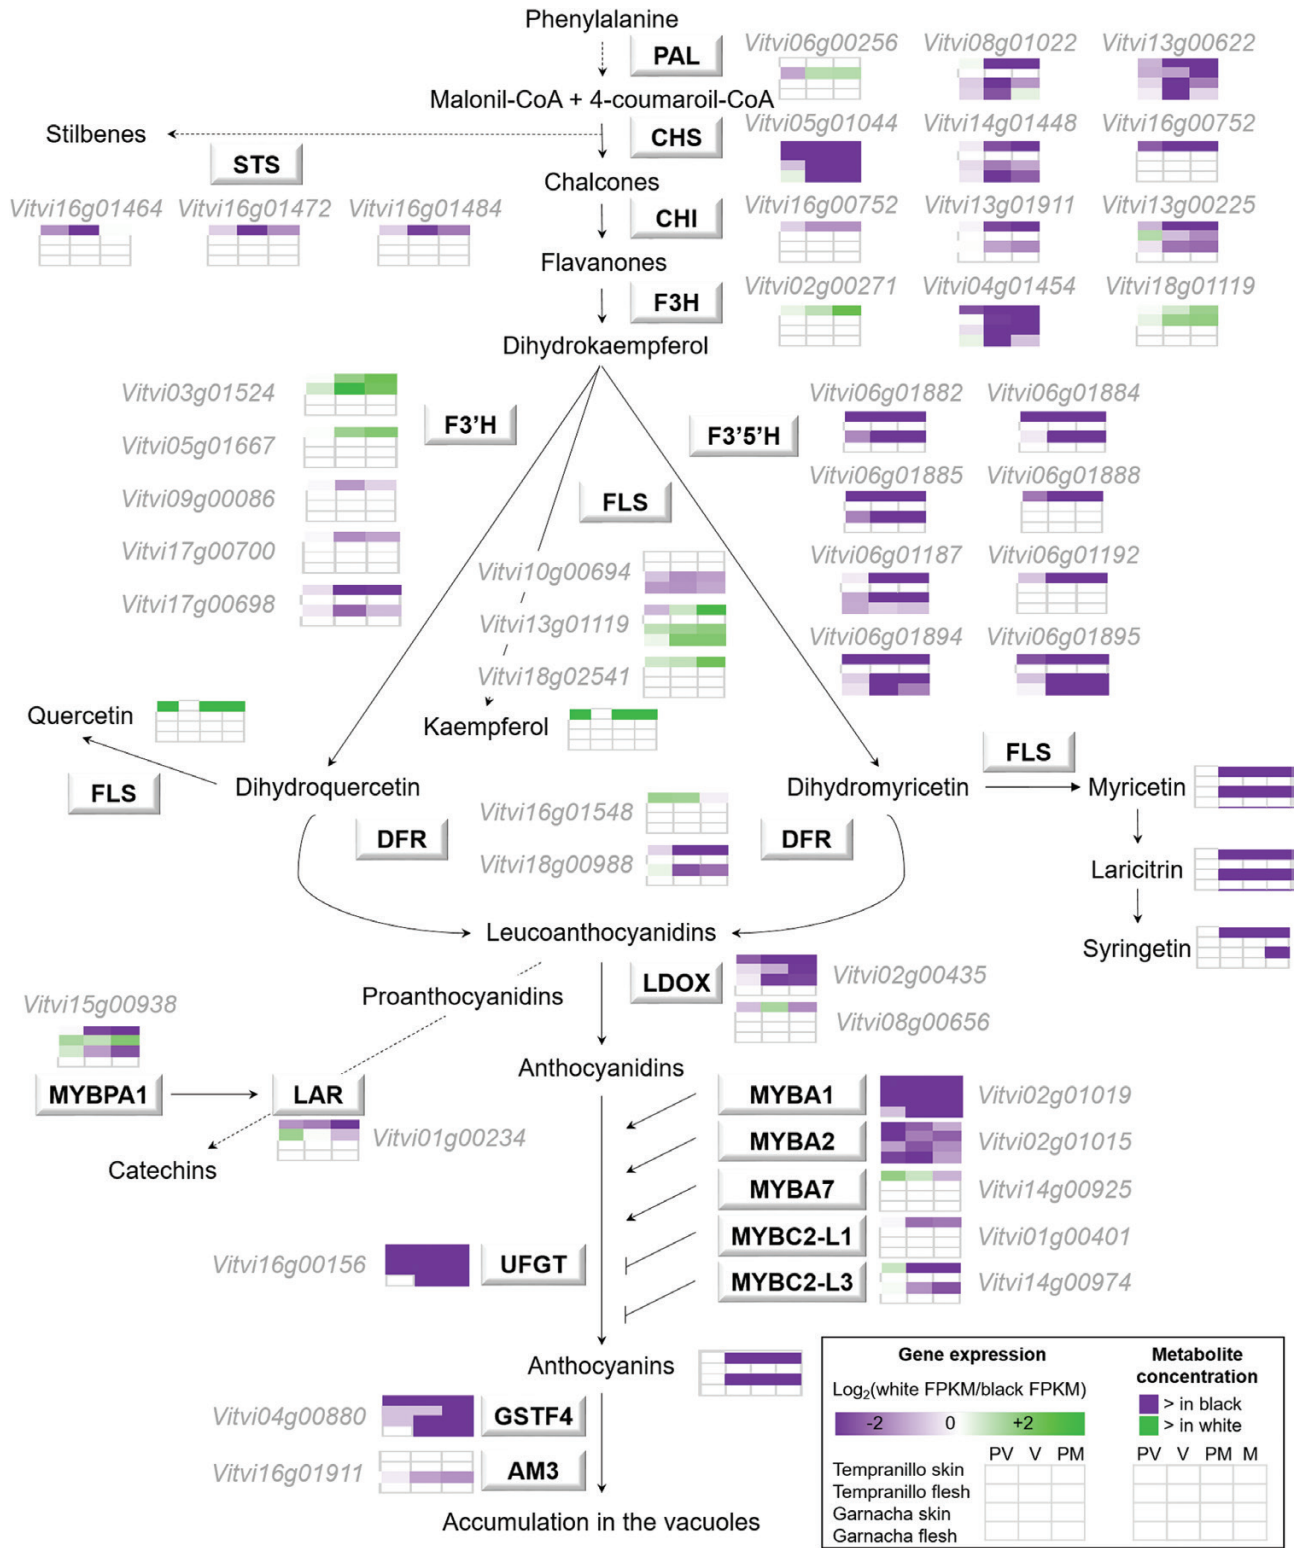 Phenylalanine
PAL
Vitvi06g00256 Vitvi08g01022 Vitvi13g00622
Malonil-CoA + 4-coumaroil-CoA
Stilbenes
STS
CHS
Vitvi05g01044 Vitvi14g01448 Vitvi16g00752
Chalcones
Vitvi16g01464 Vitvi16g01472 Vitvi16g01484
CHI
Vitvi16g00752 Vitvi13g01911 Vitvi13g00225
Flavanones
F3H
Vitvi02g00271 Vitvi04g01454 Vitvi18g01119
Dihydrokaempferol
Vitvi03g01524
Vitvi05g01667
Vitvi09g00086
Vitvi17g00700
Vitvi17g00698
F3'H
F3'5'H
Vitvi06g01882 Vitvi06g01884
Vitvi06g01885 Vitvi06g01888
Vitvi06g01187 Vitvi06g01192
Vitvi06g01894 Vitvi06g01895
FLS
Vitvi10g00694
Vitvi13g01119
Vitvi18g02541
Quercetin
Kaempferol
FLS
Dihydroquercetin
Dihydromyricetin
FLS
Myricetin
Laricitrin
Syringetin
DFR
Vitvi16g01548
Vitvi18g00988
DFR
Leucoanthocyanidins
LDOX
Vitvi02g00435
Vitvi08g00656
Proanthocyanidins
Vitvi15g00938
MYBPA1
LAR
Vitvi01g00234
Catechins
Anthocyanidins
MYBA1
Vitvi02g01019
MYBA2
Vitvi02g01015
MYBA7
Vitvi14g00925
MYBC2-L1
Vitvi01g00401
MYBC2-L3
Vitvi14g00974
Vitvi16g00156
UFGT
Anthocyanins
Vitvi04g00880
GSTF4
Vitvi16g01911
AM3
Accumulation in the vacuoles
Gene expression
Log2(white FPKM/black FPKM)
-2 0 +2
PV V PM
Tempranillo skin
Tempranillo flesh
Garnacha skin
Garnacha flesh
Metabolite
concentration
> in black
> in white
PV V PM M